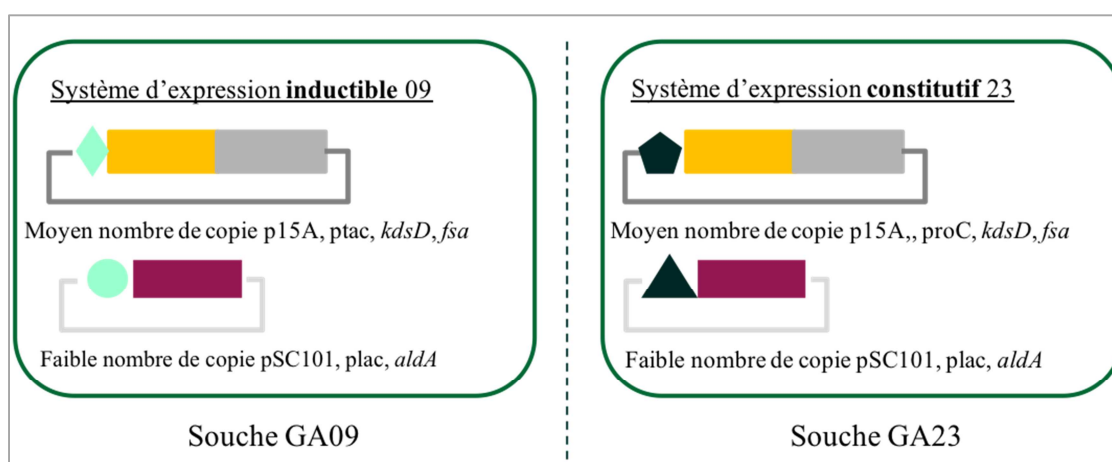 Système d'expression inductible 09
Moyen nombre de copie p15A, ptac, kdsD, fsa
Faible nombre de copie pSC101, plac, aldA
Souche GA09
Système d'expression constitutif 23
Moyen nombre de copie p15A,, proC, kdsD, fsa
Faible nombre de copie pSC101, plac, aldA
Souche GA23